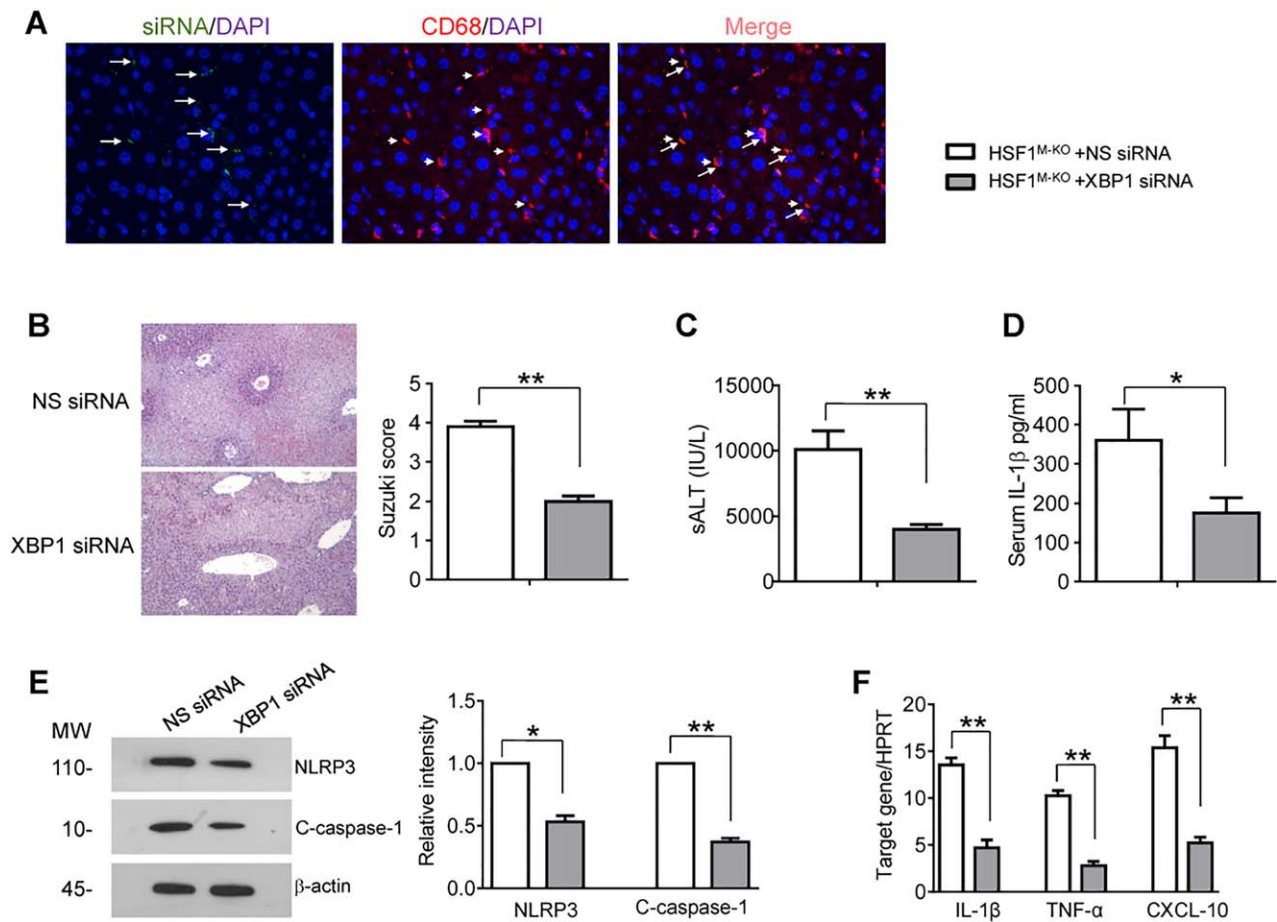 A
siRNA/DAPI
CD68/DAPI
Merge
HSF1M-KO +NS siRNA
HSF1M-KO +XBP1 siRNA
B
NS siRNA
XBP1 siRNA
Suzuki score
5
4
3
2
1
0
**
C
sALT (IU/L)
15000
10000
5000
0
**
D
Serum IL-1β pg/ml
500
400
300
200
100
0
*
E
NS siRNA
XBP1 siRNA
MW
110-
NLRP3
10-
C-caspase-1
45-
β-actin
Relative intensity
1.5
1.0
0.5
0.0
*
**
NLRP3
C-caspase-1
F
Target gene/HPRT
20
15
10
5
0
**
**
**
IL-1β
TNF-α
CXCL-10